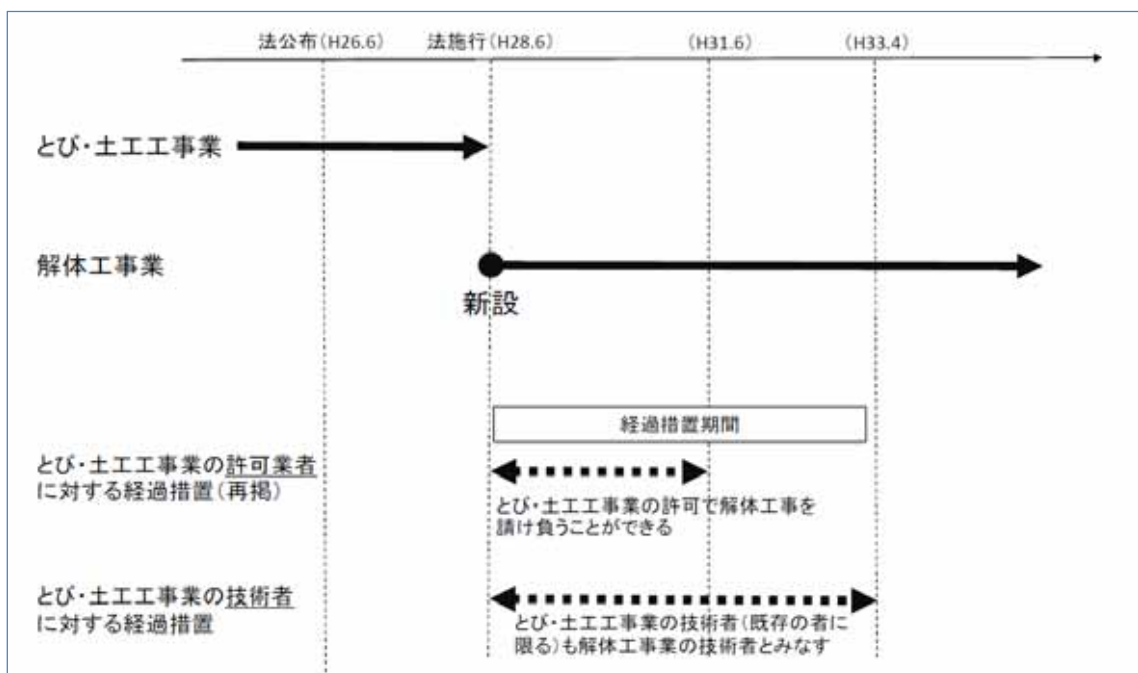 法公布(H26.6) 法施行(H28.6) (H31.6) (H33.4)
とび・土工工事業
解体工事業
新設
経過措置期間
とび・土工工事業の許可業者
に対する経過措置(再掲)
とび・土工工事業の許可で解体工事を
請け負うことができる
とび・土工工事業の技術者
に対する経過措置
とび・土工工事業の技術者(既存の者に
限る)も解体工事業の技術者とみなす